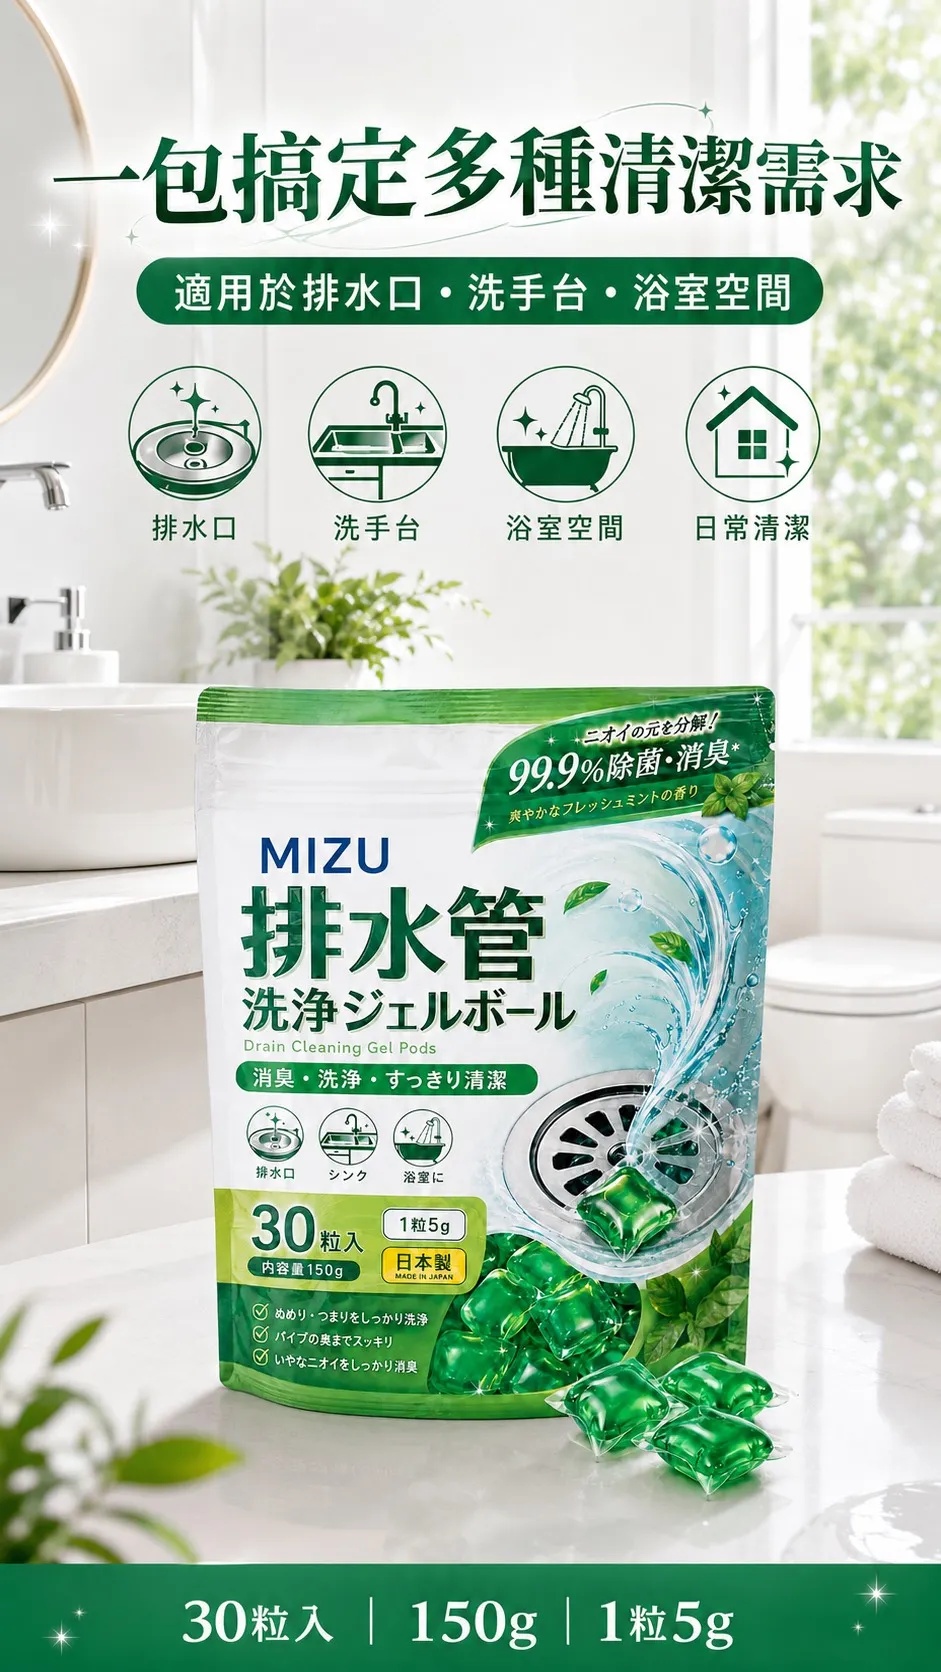 一包搞定多種清潔需求
適用於排水口・洗手台・浴室空間
排水口
洗手台
浴室空間
日常清潔
ニオイの元を分解!
99.9%除菌・消臭*
爽やかなフレッシュミントの香り
MIZU
排水管
洗浄ジェルボール
Drain Cleaning Gel Pods
消臭・洗浄・すっきり清潔
排水口
シンク
浴室に
30粒入
内容量150g
1粒5g
日本製
MADE IN JAPAN
ぬめり・つまりをしっかり洗浄
パイプの奥までスッキリ
いやなニオイをしっかり消臭
30粒入｜150g｜1粒5g